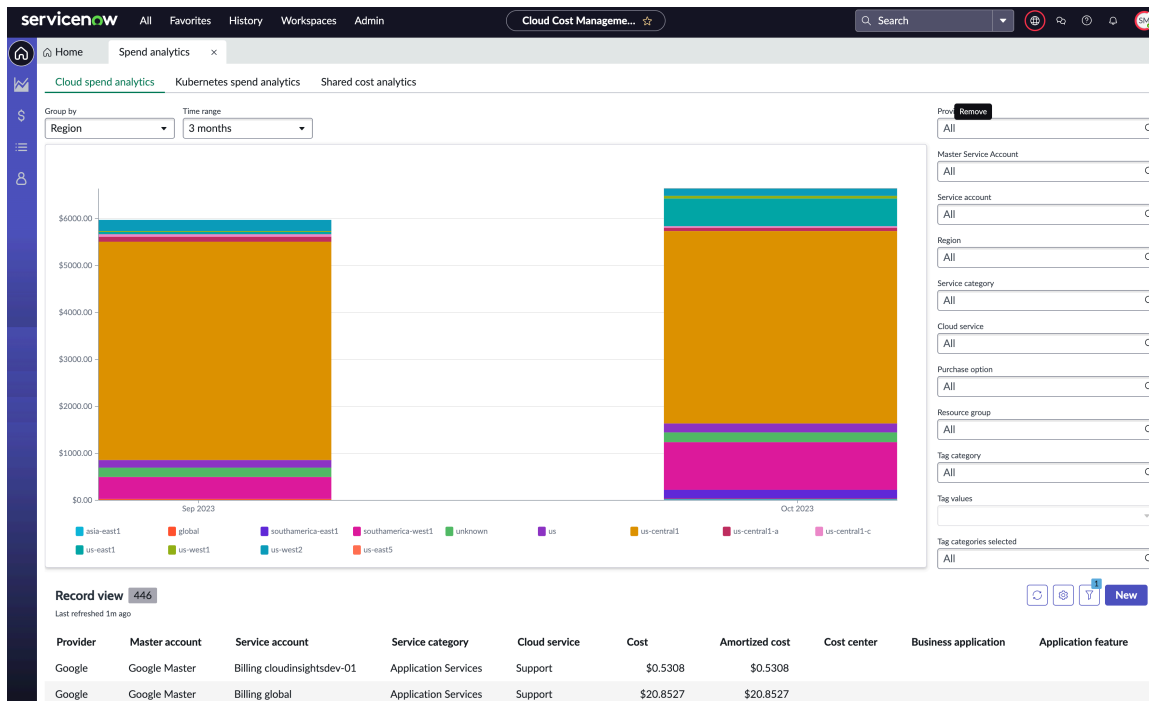 servicenow All Favorites History Workspaces Admin Cloud Cost Manageme... Search SM
Home Spend analytics
Cloud spend analytics Kubernetes spend analytics Shared cost analytics
Group by Time range
Region 3 months
Remove
All
Master Service Account
All
Service account
All
Region
All
Service category
All
Cloud service
All
Purchase option
All
Resource group
All
Tag category
All
Tag values
Tag categories selected
All
$6000.00
$5000.00
$4000.00
$3000.00
$2000.00
$1000.00
$0.00
Sep 2023 Oct 2023
asia-east1 global southamerica-east1 southamerica-west1 unknown us us-central1 us-central1-a us-central1-c
us-east1 us-west1 us-west2 us-east5
Record view 446
1
New
Last refreshed 1m ago
Provider Master account Service account Service category Cloud service Cost Amortized cost Cost center Business application Application feature
Google Google Master Billing cloudinsightsdev-01 Application Services Support $0.5308 $0.5308
Google Google Master Billing global Application Services Support $20.8527 $20.8527